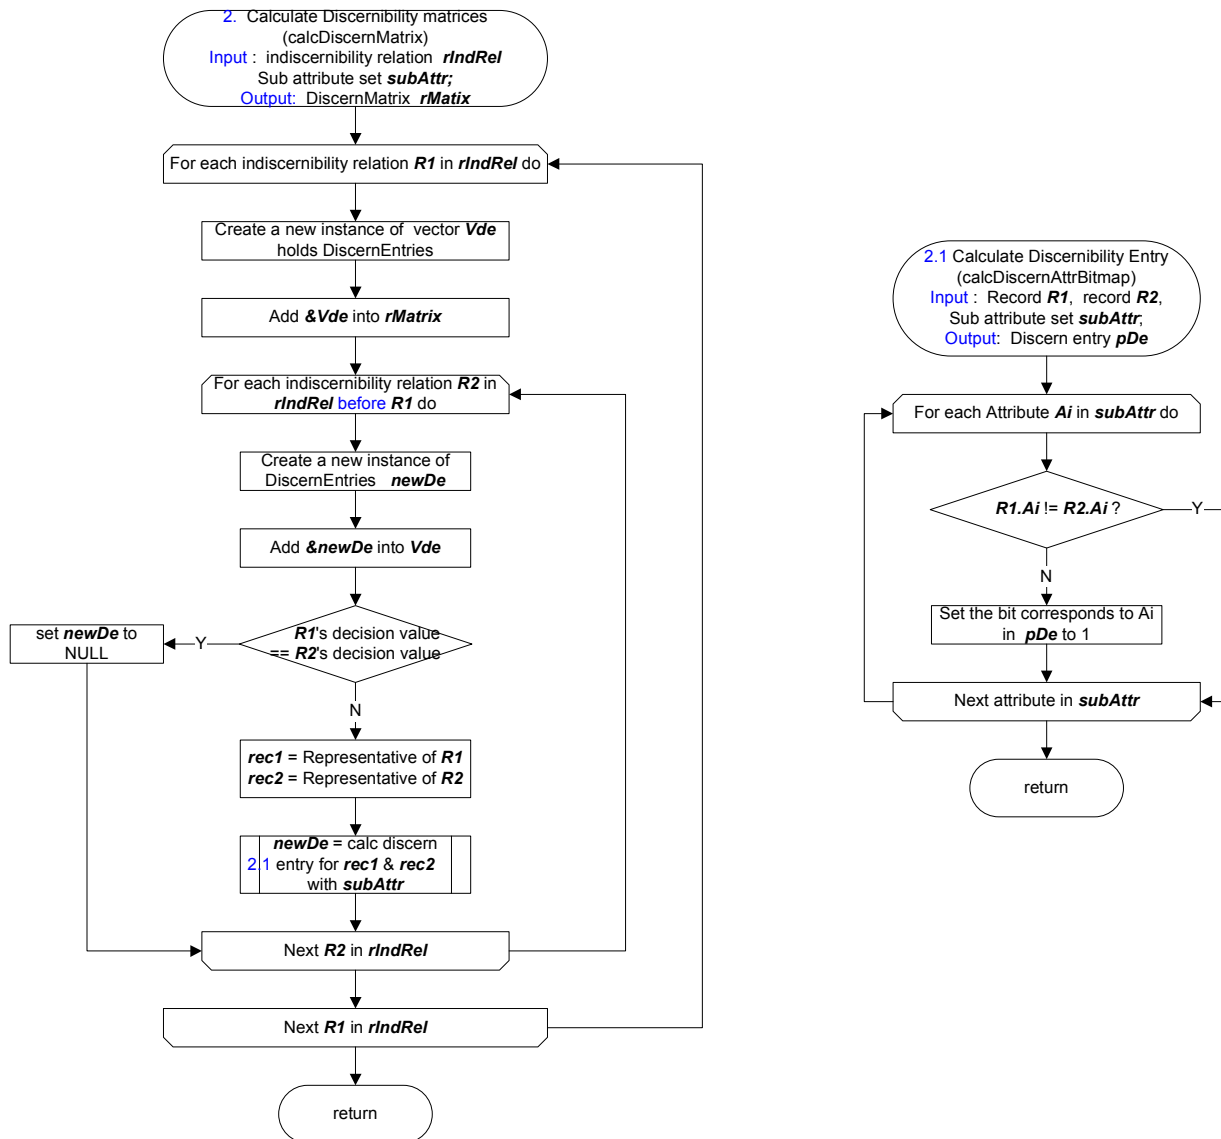 2. Calculate Discernibility matrices
(calcDiscernMatrix)
Input : indiscernibility relation rIndRel
Sub attribute set subAttr;
Output: DiscernMatrix rMatix
For each indiscernibility relation R1 in rIndRel do
Create a new instance of vector Vde
holds DiscernEntries
Add &Vde into rMatrix
For each indiscernibility relation R2 in
rIndRel before R1 do
Create a new instance of
DiscernEntries newDe
Add &newDe into Vde
R1's decision value
== R2's decision value
Y
set newDe to
NULL
N
rec1 = Representative of R1
rec2 = Representative of R2
newDe = calc discern
2.1 entry for rec1 & rec2
with subAttr
Next R2 in rIndRel
Next R1 in rIndRel
return
2.1 Calculate Discernibility Entry
(calcDiscernAttrBitmap)
Input : Record R1, record R2,
Sub attribute set subAttr,
Output: Discern entry pDe
For each Attribute Ai in subAttr do
R1.Ai != R2.Ai ?
Y
N
Set the bit corresponds to Ai
in pDe to 1
Next attribute in subAttr
return